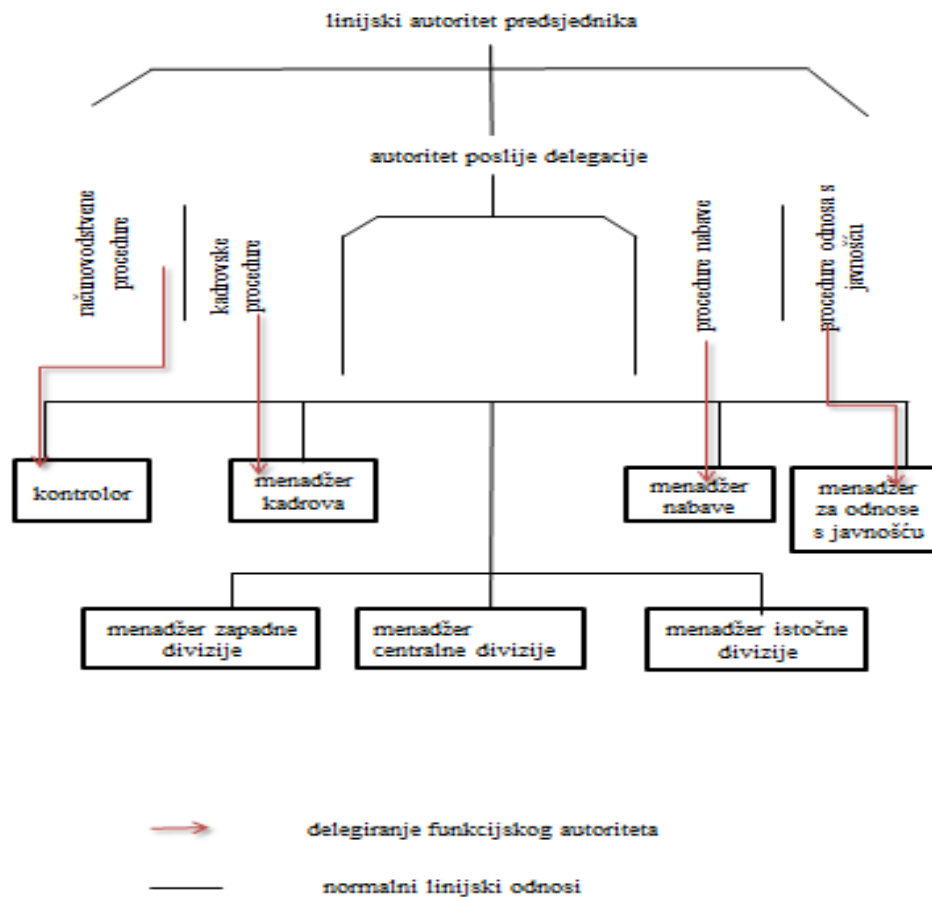 linijski autoritet predsjednika
autoritet poslije delegacije
računovodstvene
procedure
kadrovske
procedure
procedure nabave
procedure odnosa s
javnošču
kontrolor
menadžer
kadrova
menadžer
nabave
menadžer
za odnose
s javnošću
menadžer zapadne
divizije
menadžer
centralne divizije
menadžer istočne
divizije
delegiranje funkcijskog autoriteta
normalni linijski odnosi